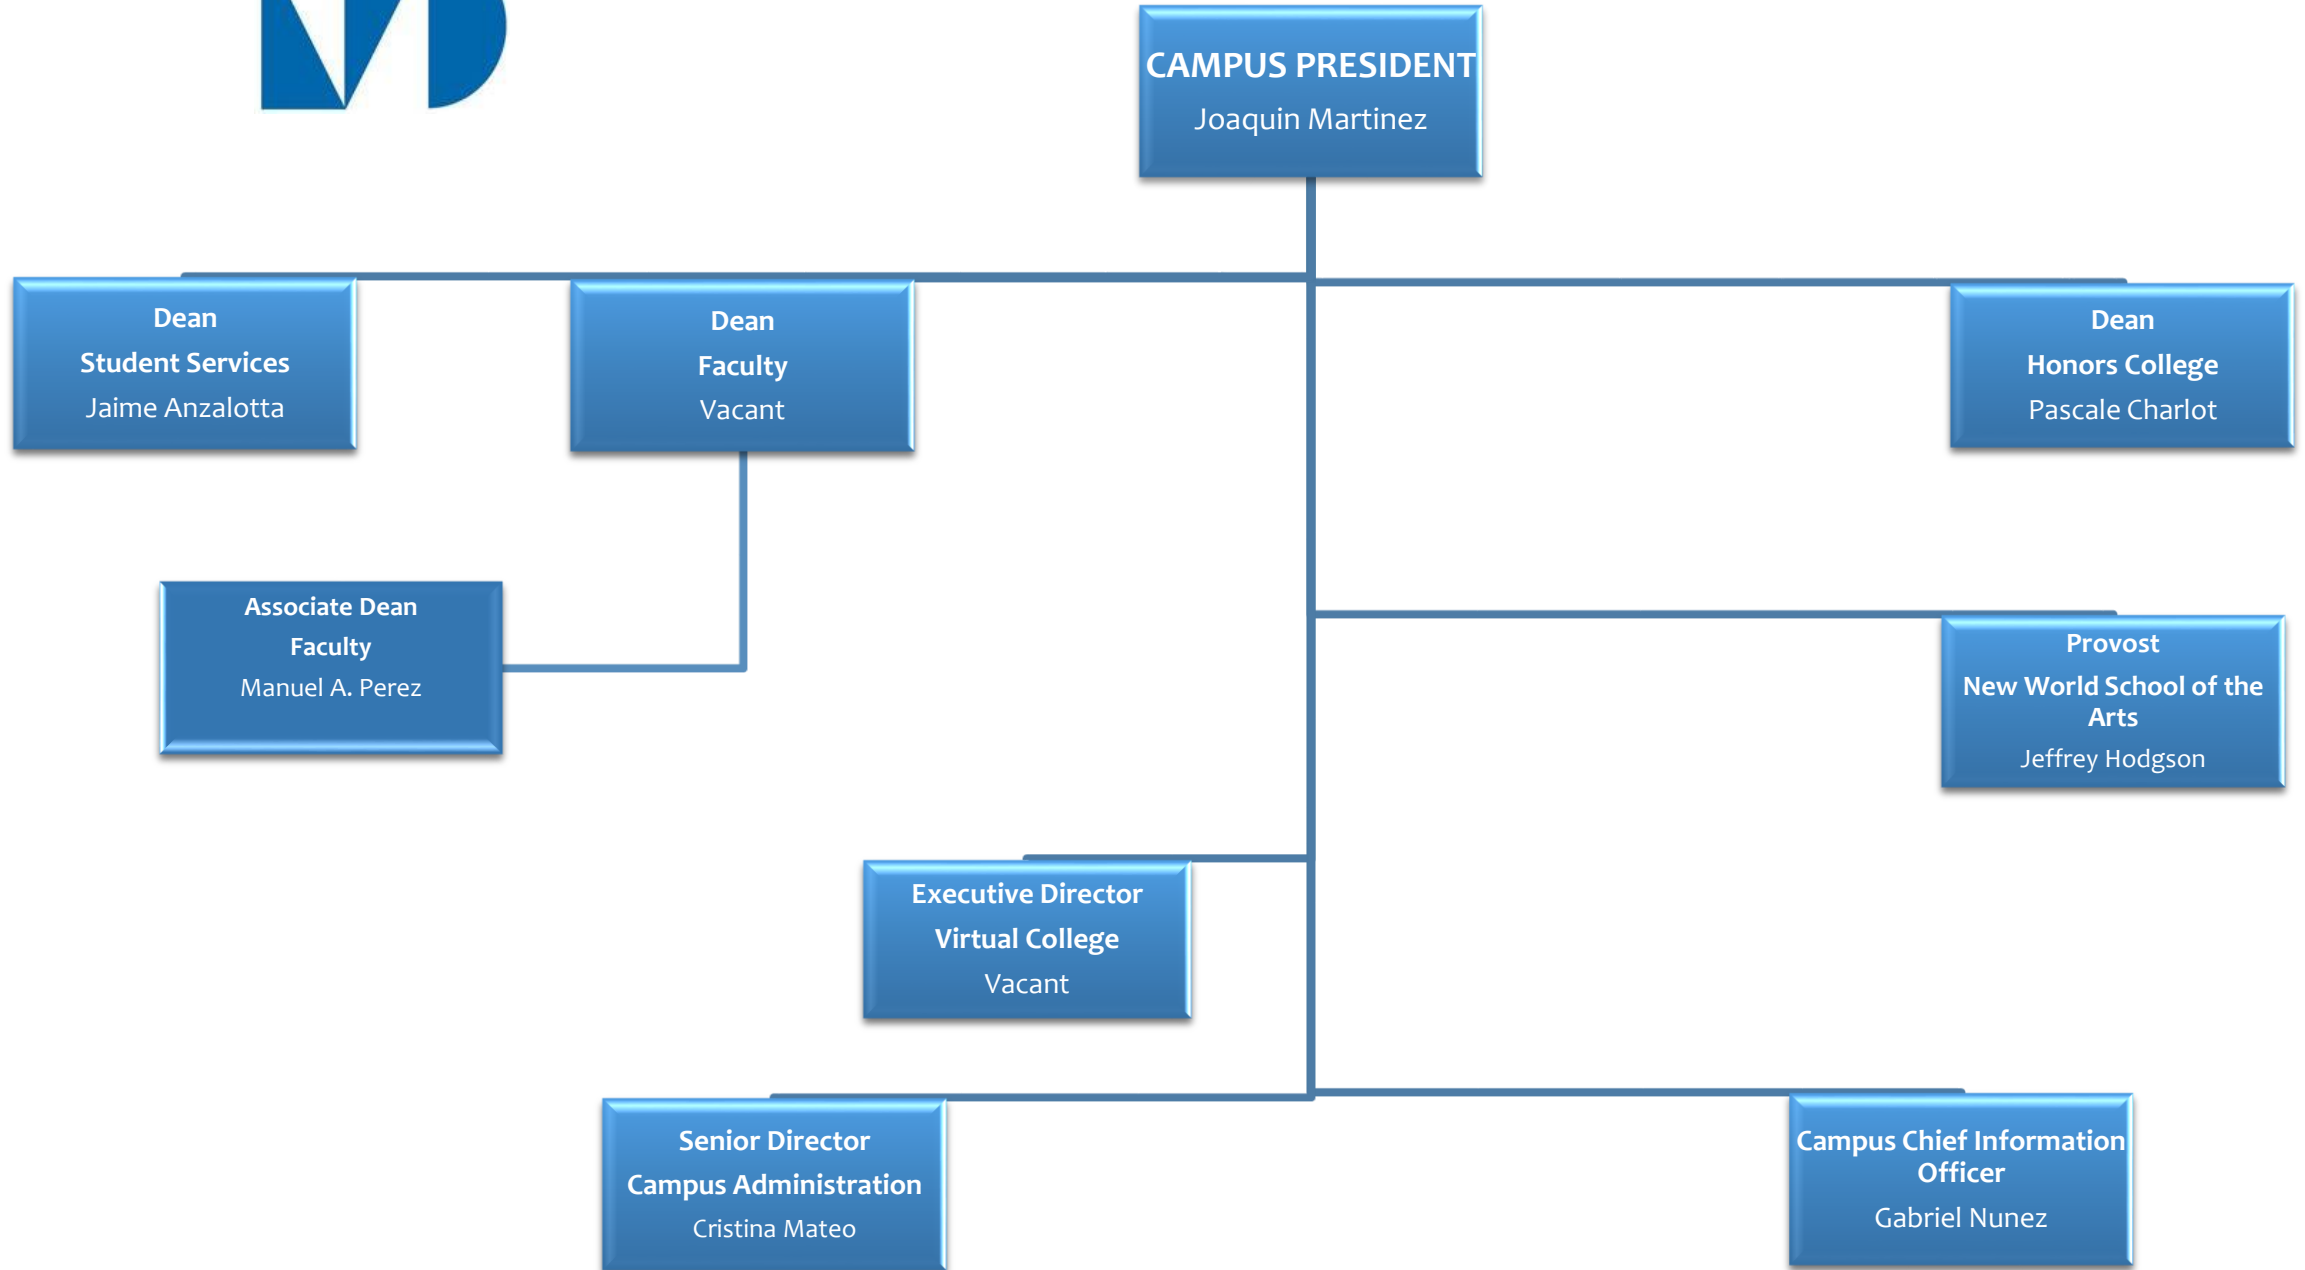 CAMPUS PRESIDENT
Joaquin Martinez
Dean
Student Services
Jaime Anzalotta
Dean
Faculty
Vacant
Dean
Honors College
Pascale Charlot
Associate Dean
Faculty
Manuel A. Perez
Provost
New World School of the
Arts
Jeffrey Hodgson
Executive Director
Virtual College
Vacant
Senior Director
Campus Administration
Cristina Mateo
Campus Chief Information
Officer
Gabriel Nunez